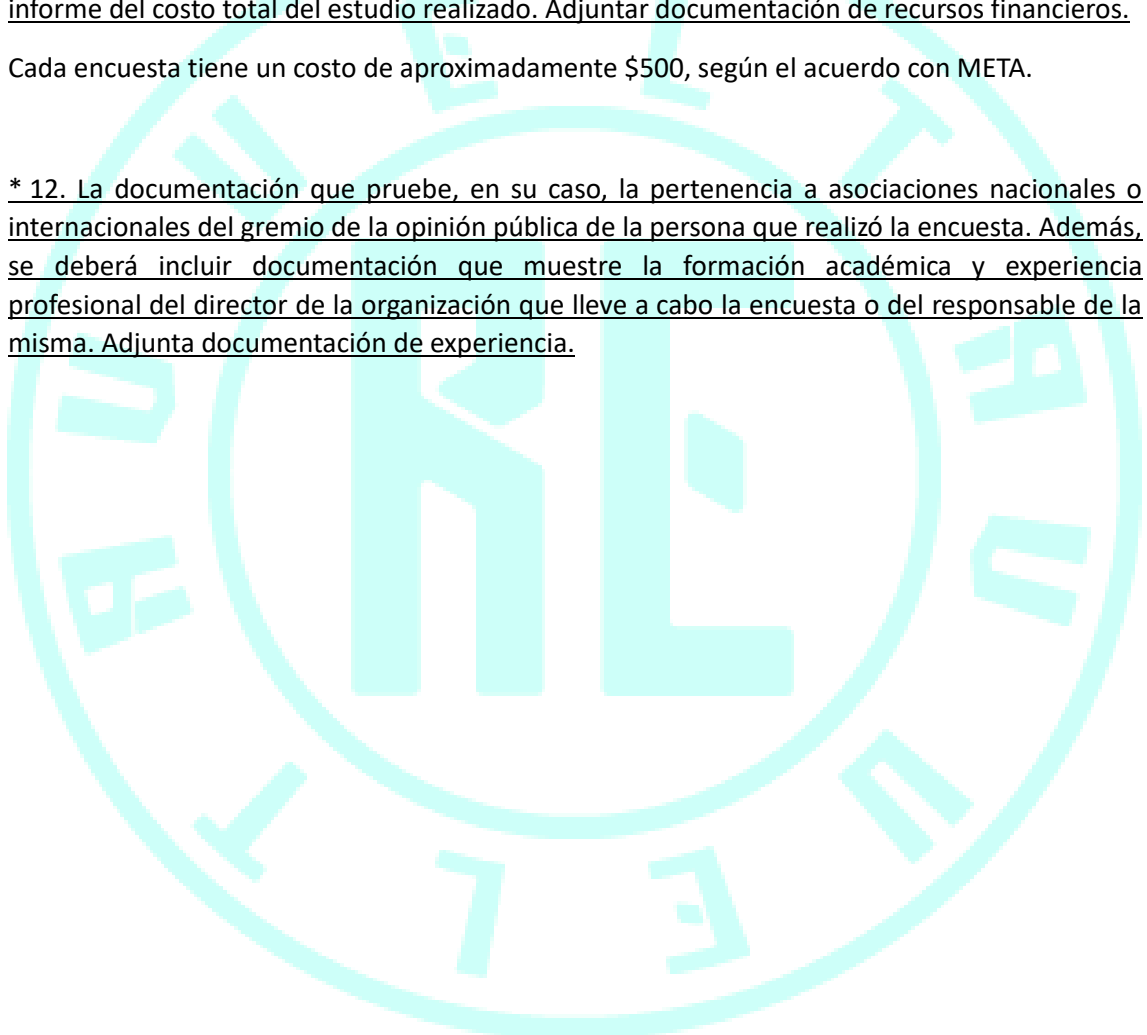 informe del costo total del estudio realizado. Adjuntar documentación de recursos financieros.
Cada encuesta tiene un costo de aproximadamente $500, según el acuerdo con META.
* 12. La documentación que pruebe, en su caso, la pertenencia a asociaciones nacionales o
internacionales del gremio de la opinión pública de la persona que realizó la encuesta. Además,
se deberá incluir documentación que muestre la formación académica y experiencia
profesional del director de la organización que lleve a cabo la encuesta o del responsable de la
misma. Adjunta documentación de experiencia.
RE